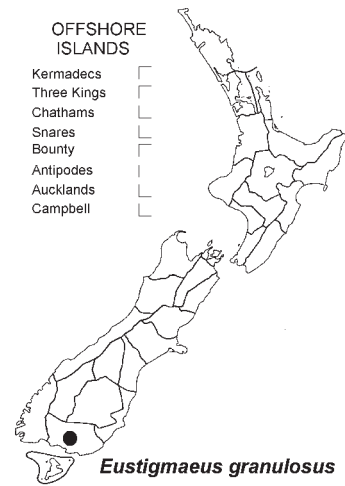 OFFSHORE
ISLANDS
Kermadecs
Three Kings
Chathams
Snares
Bounty
Antipodes
Aucklands
Campbell
Eustigmaeus granulosus